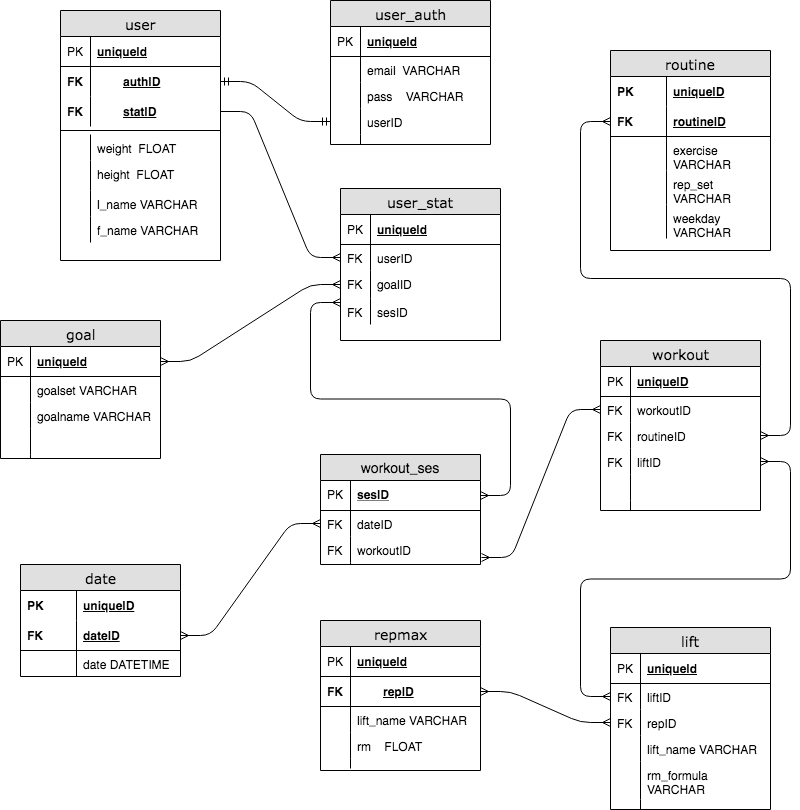 user
PK uniqueId
FK authID
FK statID
weight FLOAT
height FLOAT
l_name VARCHAR
f_name VARCHAR
user_auth
PK uniqueId
email VARCHAR
pass VARCHAR
userID
routine
PK uniqueID
FK routineID
exercise
VARCHAR
rep_set
VARCHAR
weekday
VARCHAR
user_stat
PK uniqueId
FK userID
FK goalID
FK sesID
goal
PK uniqueId
goalset VARCHAR
goalname VARCHAR
workout
PK uniqueID
FK workoutID
FK routineID
FK liftID
workout_ses
PK sesID
FK dateID
FK workoutID
date
PK uniqueID
FK dateID
date DATETIME
repmax
PK uniqueId
FK repID
lift_name VARCHAR
rm FLOAT
lift
PK uniqueId
FK liftID
FK repID
lift_name VARCHAR
rm_formula
VARCHAR